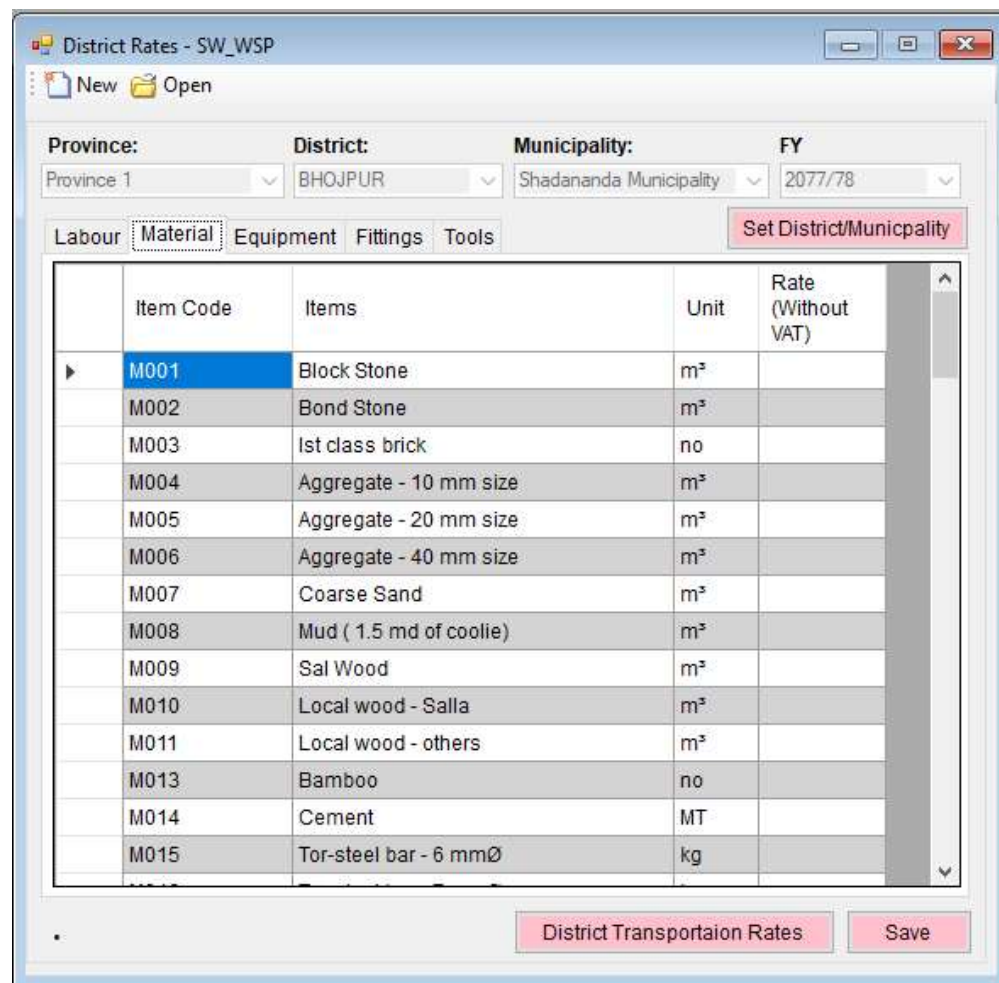 District Rates - SW_WSP
New Open
Province: District: Municipality: FY
Province 1 BHOJPUR Shadananda Municipality 2077/78
Set District/Municpality
Labour Material Equipment Fittings Tools
Item Code Items Unit Rate (Without VAT)
M001 Block Stone m³
M002 Bond Stone m³
M003 Ist class brick no
M004 Aggregate - 10 mm size m³
M005 Aggregate - 20 mm size m³
M006 Aggregate - 40 mm size m³
M007 Coarse Sand m³
M008 Mud ( 1.5 md of coolie) m³
M009 Sal Wood m³
M010 Local wood - Salla m³
M011 Local wood - others m³
M013 Bamboo no
M014 Cement MT
M015 Tor-steel bar - 6 mmØ kg
. District Transportaion Rates Save